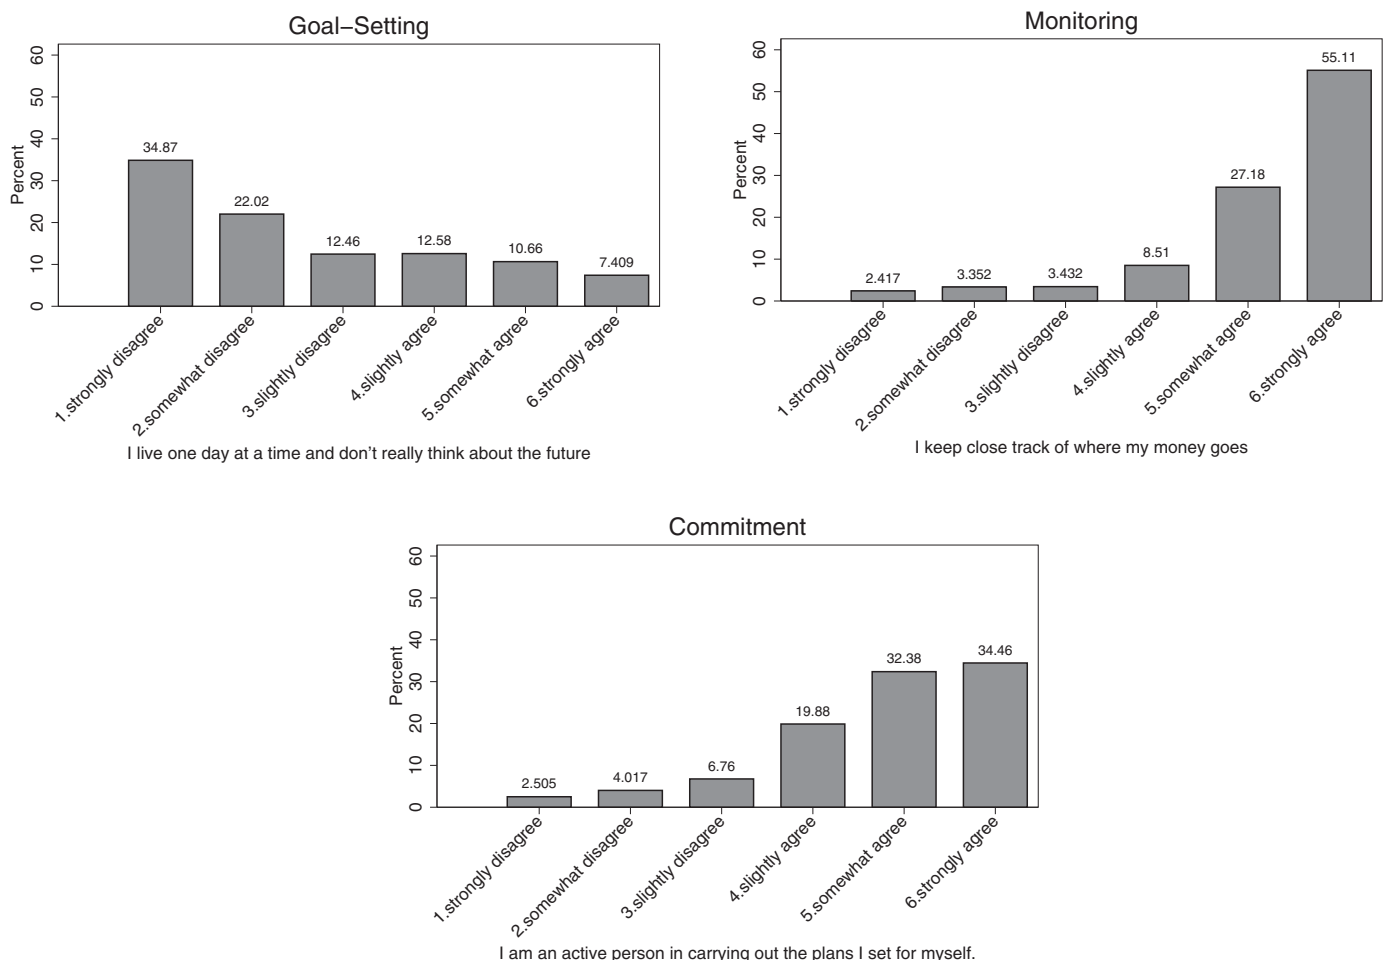 Goal–Setting
Percent
0
10
20
30
40
50
60
34.87
22.02
12.46
12.58
10.66
7.409
1.strongly disagree
2.somewhat disagree
3.slightly disagree
4.slightly agree
5.somewhat agree
6.strongly agree
I live one day at a time and don't really think about the future
Monitoring
Percent
0
10
20
30
40
50
60
2.417
3.352
3.432
8.51
27.18
55.11
1.strongly disagree
2.somewhat disagree
3.slightly disagree
4.slightly agree
5.somewhat agree
6.strongly agree
I keep close track of where my money goes
Commitment
Percent
0
10
20
30
40
50
60
2.505
4.017
6.76
19.88
32.38
34.46
1.strongly disagree
2.somewhat disagree
3.slightly disagree
4.slightly agree
5.somewhat agree
6.strongly agree
I am an active person in carrying out the plans I set for myself.